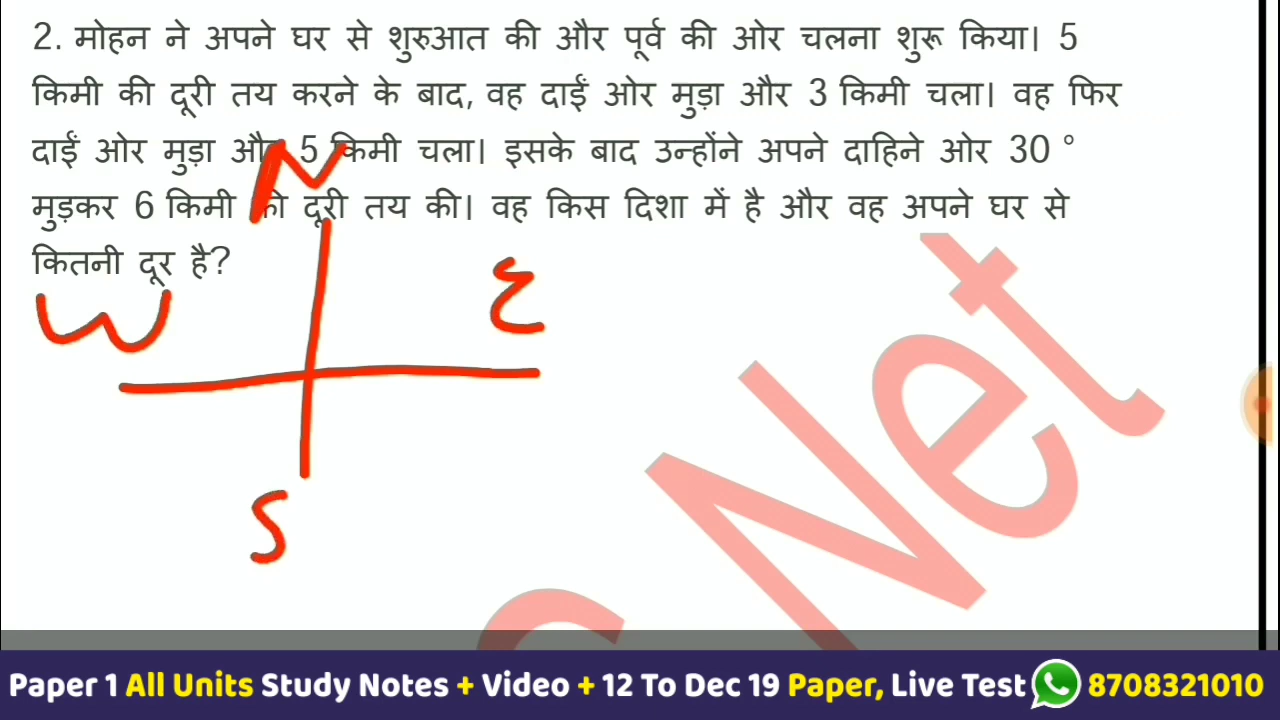 2. मोहन ने अपने घर से शुरुआत की और पूर्व की ओर चलना शुरू किया। 5
किमी की दूरी तय करने के बाद, वह दाईं ओर मुड़ा और 3 किमी चला। वह फिर
दाईं ओर मुड़ा और 5 किमी चला। इसके बाद उन्होंने अपने दाहिने ओर 30 °
मुड़कर 6 किमी की दूरी तय की। वह किस दिशा में है और वह अपने घर से
कितनी दूर है?
N
W E
S
Net
Paper 1 All Units Study Notes + Video + 12 To Dec 19 Paper, Live Test 8708321010